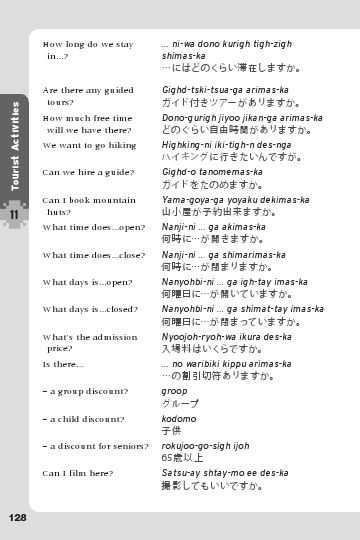 How long do we stay
in...?
... ni-wa dono kurigh tigh-zigh
shimas-ka
…にはどのくらい滞在しますか。
Are there any guided
tours?
Gighd-tski-tsua-ga arimas-ka
ガイド付きツアーがありますか。
How much free time
will we have there?
Dono-gurigh jiyoo jikan-ga arimas-ka
どのぐらい自由時間がありますか。
We want to go hiking
Highking-ni iki-tigh-n des-nga
ハイキングに行きたいんですが。
Can we hire a guide?
Gighd-o tanomemas-ka
ガイドをたのめますか。
Can I book mountain
huts?
Yama-goya-ga yoyaku dekimas-ka
山小屋が予約出来ますか。
What time does...open?
Nanji-ni ... ga akimas-ka
何時に…が開きますか。
What time does...close?
Nanji-ni ... ga shimarimas-ka
何時に…が閉まりますか。
What days is...open?
Nanyohbi-ni ... ga igh-tay imas-ka
何曜日に…が開いていますか。
What days is...closed?
Nanyohbi-ni ... ga shimat-tay imas-ka
何曜日に…が閉まっていますか。
What's the admission
price?
Nyoojoh-ryoh-wa ikura des-ka
入場料はいくらですか。
Is there...
... no waribiki kippu arimas-ka
…の割引切符ありますか。
– a group discount?
groop
グループ
– a child discount?
kodomo
子供
– a discount for seniors?
rokujoo-go-sigh ijoh
65歳以上
Can I film here?
Satsu-ay shtay-mo ee des-ka
撮影してもいいですか。
Tourist Activities
11
128